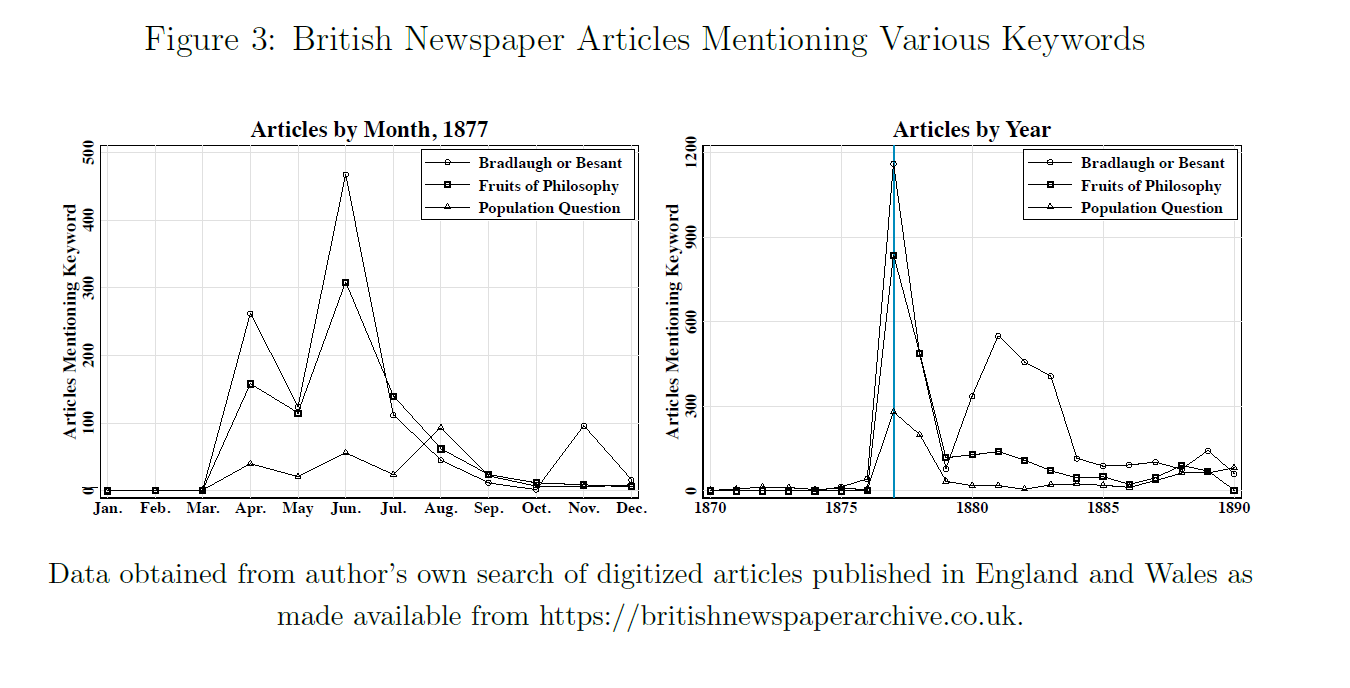 Figure 3: British Newspaper Articles Mentioning Various Keywords
Articles by Month, 1877
Articles Mentioning Keyword
500
400
300
200
100
0
Bradlaugh or Besant
Fruits of Philosophy
Population Question
Jan. Feb. Mar. Apr. May Jun. Jul. Aug. Sep. Oct. Nov. Dec.
Articles by Year
Articles Mentioning Keyword
1200
900
600
300
0
Bradlaugh or Besant
Fruits of Philosophy
Population Question
1870 1875 1880 1885 1890
Data obtained from author's own search of digitized articles published in England and Wales as
made available from https://britishnewspaperarchive.co.uk.